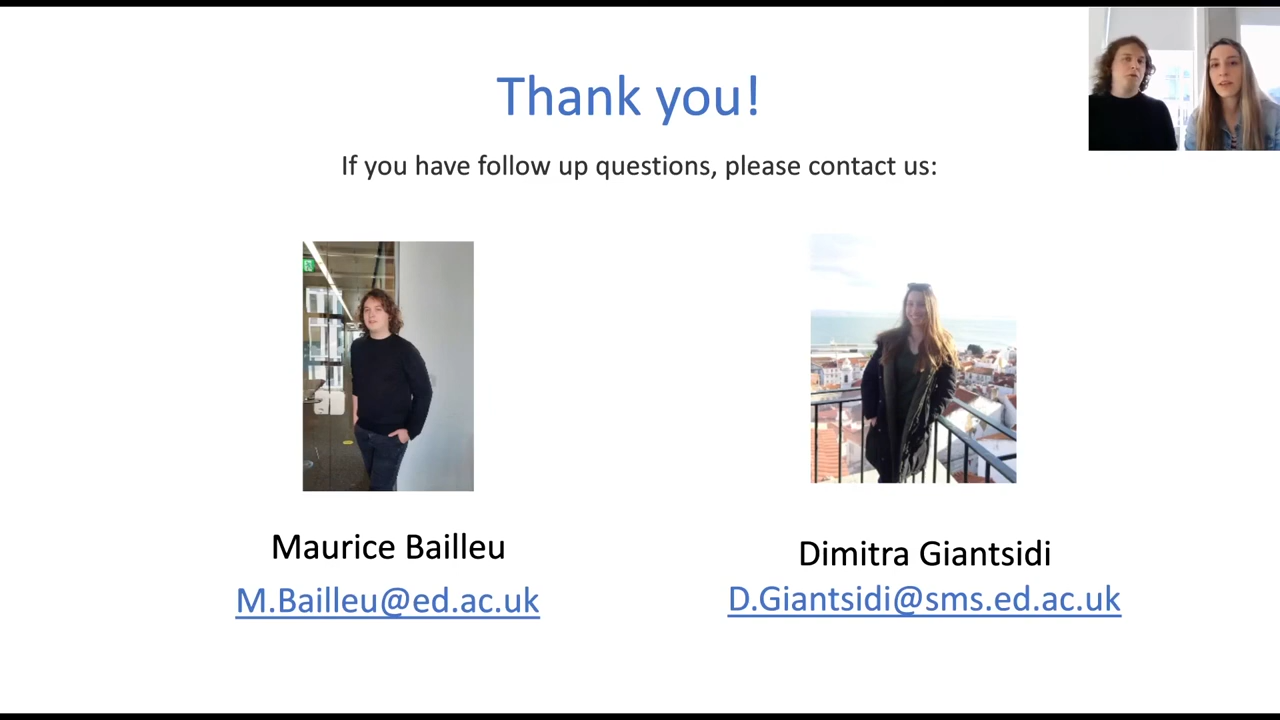 Thank you!
If you have follow up questions, please contact us:
Maurice Bailleu
M.Bailleu@ed.ac.uk
Dimitra Giantsidi
D.Giantsidi@sms.ed.ac.uk